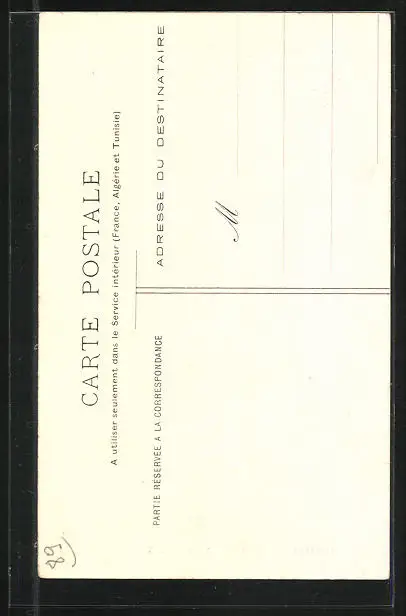 CARTE POSTALE
A utiliser seulement dans le Service intérieur (France, Algérie et Tunisie)
PARTIE RÉSERVÉE A LA CORRESPONDANCE
ADRESSE DU DESTINATAIRE
M
89